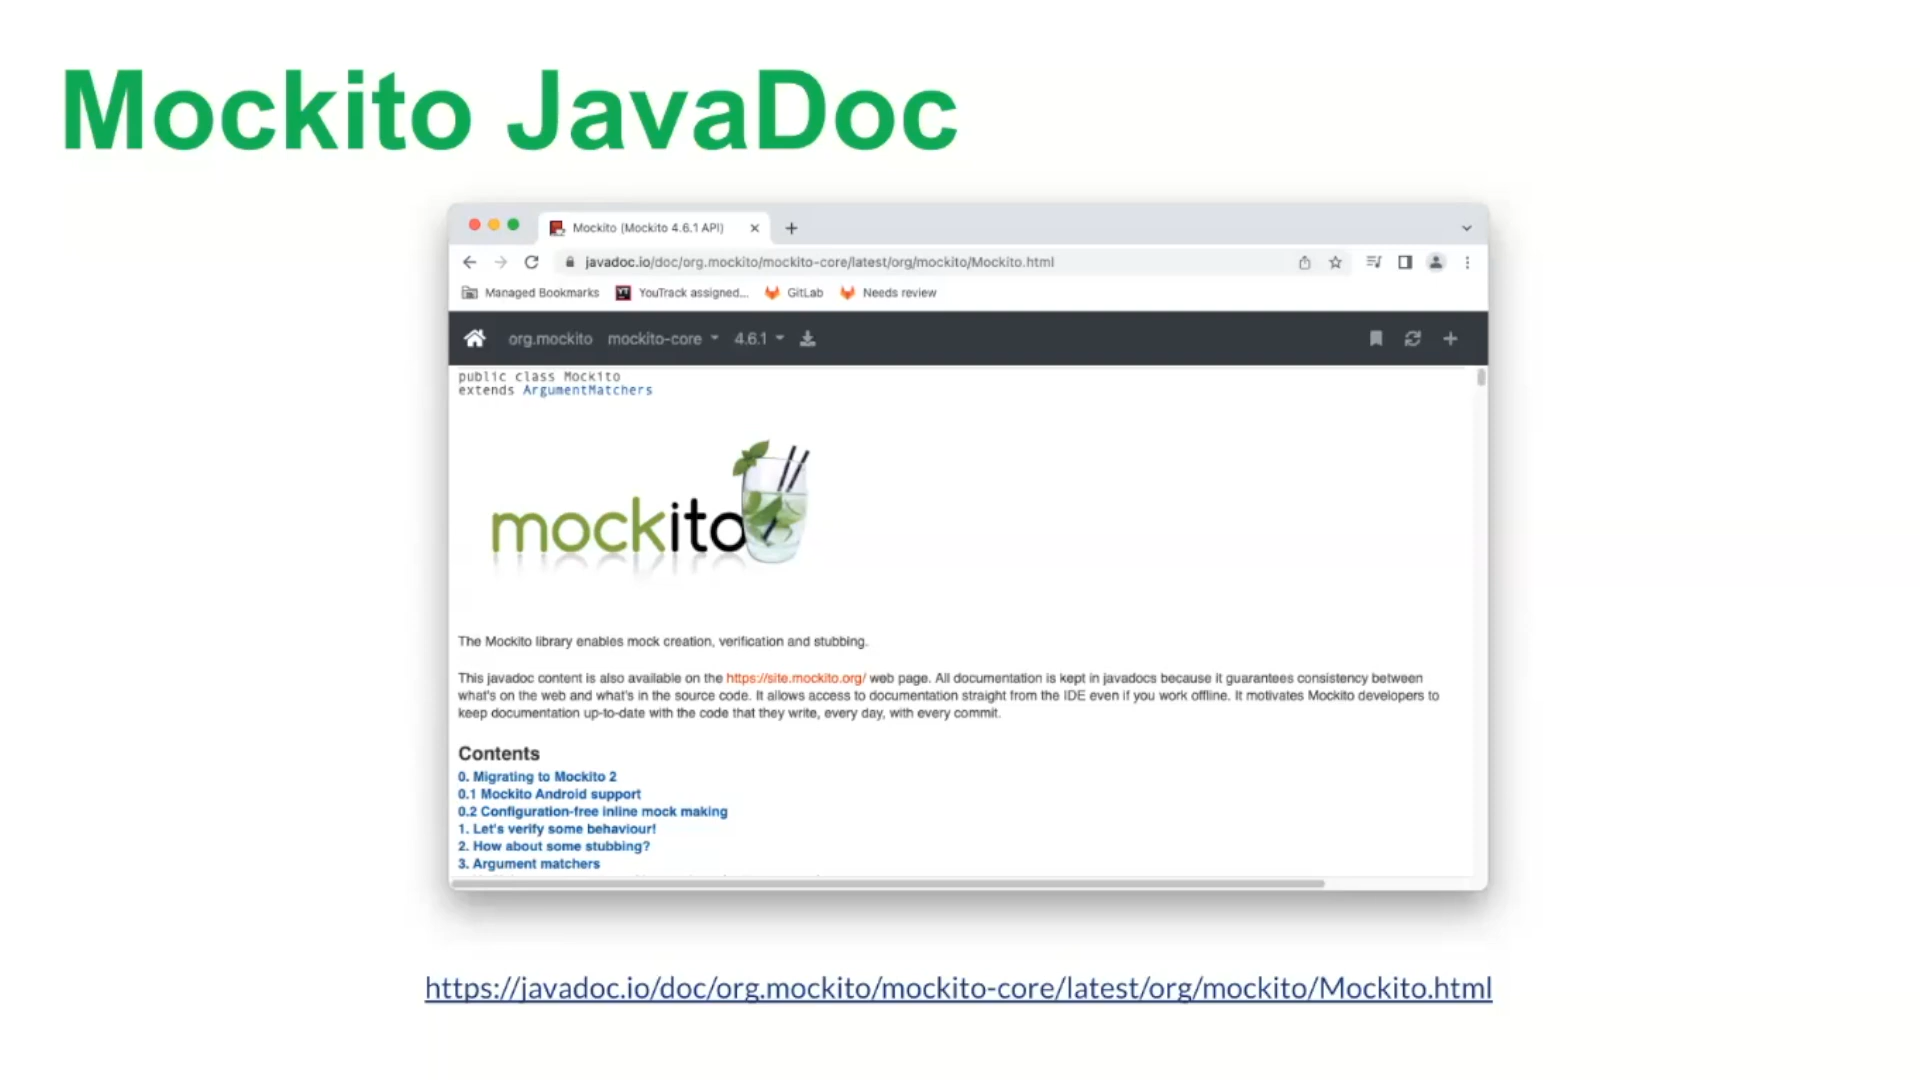 Mockito JavaDoc
Mockito (Mockito 4.6.1 API)
javadoc.io/doc/org.mockito/mockito-core/latest/org/mockito/Mockito.html
Managed Bookmarks YouTrack assigned... GitLab Needs review
org.mockito mockito-core 4.6.1
public class Mockito
extends ArgumentMatchers
mockito
The Mockito library enables mock creation, verification and stubbing.
This javadoc content is also available on the https://site.mockito.org/ web page. All documentation is kept in javadocs because it guarantees consistency between
what's on the web and what's in the source code. It allows access to documentation straight from the IDE even if you work offline. It motivates Mockito developers to
keep documentation up-to-date with the code that they write, every day, with every commit.
Contents
0. Migrating to Mockito 2
0.1 Mockito Android support
0.2 Configuration-free inline mock making
1. Let's verify some behaviour!
2. How about some stubbing?
3. Argument matchers
https://javadoc.io/doc/org.mockito/mockito-core/latest/org/mockito/Mockito.html